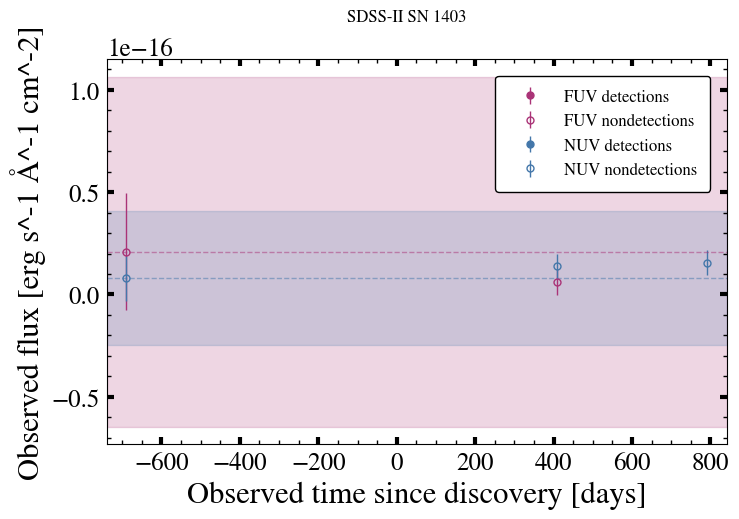 SDSS-II SN 1403
1e−16
Observed flux [erg s^-1 Å^-1 cm^-2]
1.0
0.5
0.0
−0.5
FUV detections
FUV nondetections
NUV detections
NUV nondetections
−600 −400 −200 0 200 400 600 800
Observed time since discovery [days]